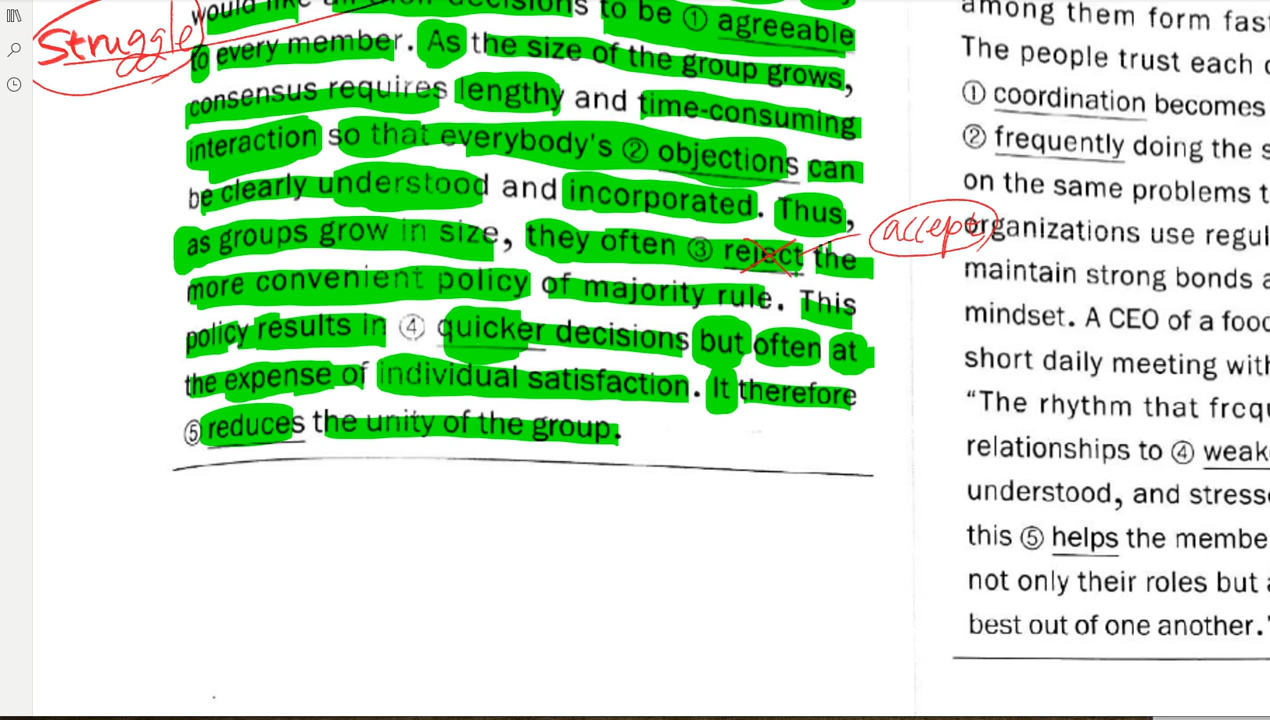 would like decisions to be ① agreeable
to every member. As the size of the group grows,
consensus requires lengthy and time-consuming
interaction so that everybody's ② objections can
be clearly understood and incorporated. Thus,
as groups grow in size, they often ③ reject the
more convenient policy of majority rule. This
policy results in ④ quicker decisions but often at
the expense of individual satisfaction. It therefore
⑤ reduces the unity of the group.
Struggle
accept
among them form fast
The people trust each
① coordination becomes
② frequently doing the
on the same problems
organizations use regul
maintain strong bonds
mindset. A CEO of a food
short daily meeting with
"The rhythm that frequ
relationships to ④ weak
understood, and stress
this ⑤ helps the membe
not only their roles but
best out of one another."